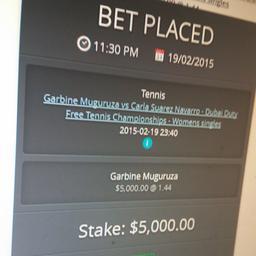 singles
BET PLACED
11:30 PM 19/02/2015
Tennis
Garbine Muguruza vs Carla Suarez Navarro - Dubai Duty
Free Tennis Championships - Womens singles
2015-02-19 23:40
i
Garbine Muguruza
$5,000.00 @ 1.44
Stake: $5,000.00